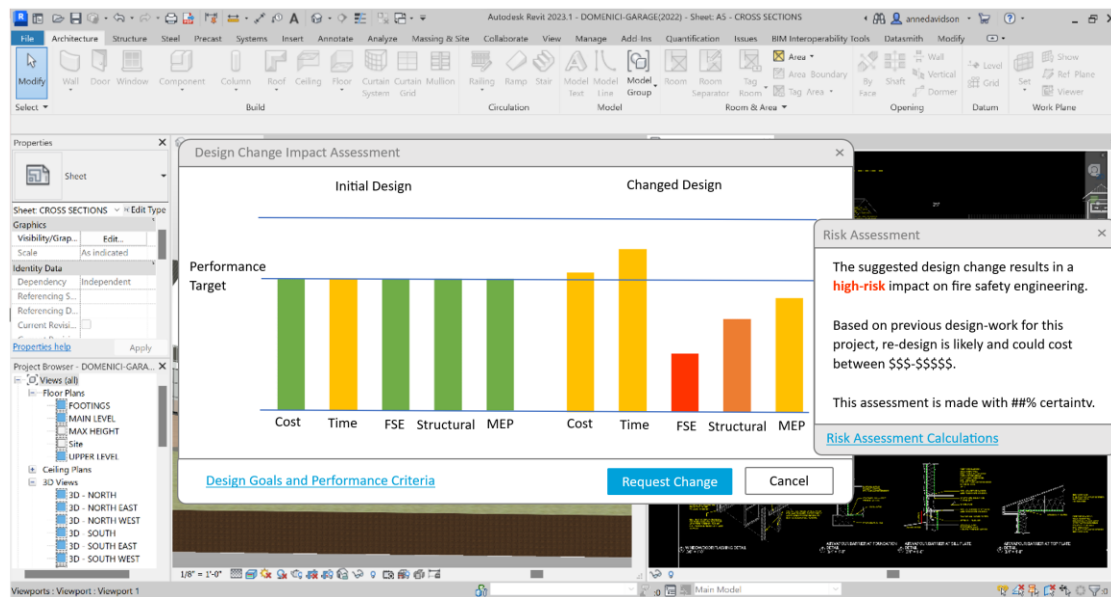 Autodesk Revit 2023.1 - DOMENICI-GARAGE(2022) - Sheet: A5 - CROSS SECTIONS
annedavidson
File Architecture Structure Steel Precast Systems Insert Annotate Analyze Massing & Site Collaborate View Manage Add-Ins Quantification Issues BIM Interoperability Tools Datasmith Modify
Modify
Wall Door Window Component Column Roof Ceiling Floor Curtain System Curtain Grid Mullion
Railing Ramp Stair Model Text Model Line Model Group
Room Room Separator Tag Room
Area
Area Boundary
Tag Area
By Face Shaft
Wall
Vertical
Dormer
Level
Grid
Set
Show
Ref Plane
Viewer
Select Build Circulation Model Room & Area Opening Datum Work Plane
Properties
Sheet
Sheet: CROSS SECTIONS Edit Type
Graphics
Visibility/Grap... Edit...
Scale As indicated
Identity Data
Dependency Independent
Referencing S...
Referencing D...
Current Revisi...
Properties help Apply
Project Browser - DOMENICI-GARA...
Views (all)
Floor Plans
FOOTINGS
MAIN LEVEL
MAX HEIGHT
Site
UPPER LEVEL
Ceiling Plans
3D Views
3D - NORTH
3D - NORTH EAST
3D - NORTH WEST
3D - SOUTH
3D - SOUTH EAST
3D - SOUTH WEST
Design Change Impact Assessment
Initial Design Changed Design
Performance
Target
Cost Time FSE Structural MEP Cost Time FSE Structural MEP
Design Goals and Performance Criteria
Request Change Cancel
Risk Assessment
The suggested design change results in a
high-risk impact on fire safety engineering.
Based on previous design-work for this
project, re-design is likely and could cost
between $$$-$$$$$.
This assessment is made with ##% certainty.
Risk Assessment Calculations
1/8" = 1'-0"
Viewports : Viewport : Viewport 1
:0 Main Model